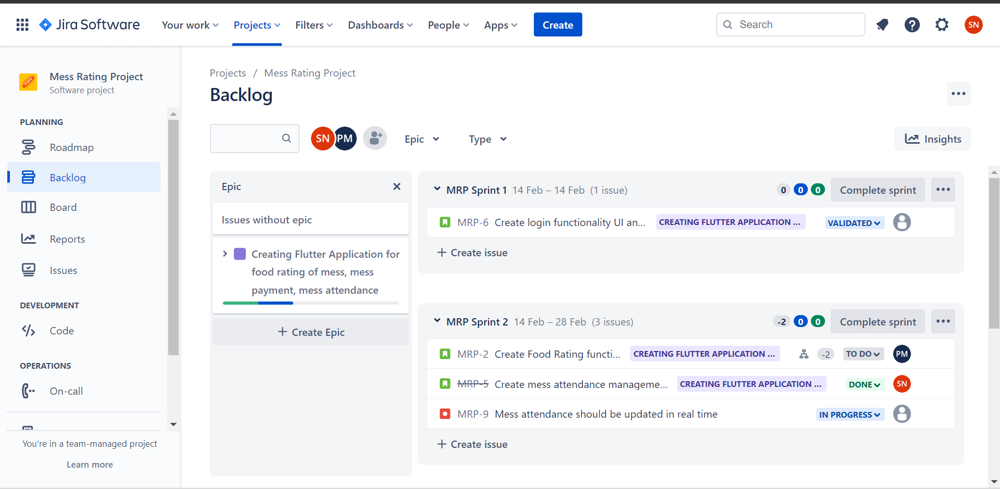 Jira Software Your work Projects Filters Dashboards People Apps Create Search SN
Mess Rating Project
Software project
PLANNING
Roadmap
Backlog
Board
Reports
Issues
DEVELOPMENT
Code
OPERATIONS
On-call
You're in a team-managed project
Learn more
Projects / Mess Rating Project
Backlog
SN PM Epic Type Insights
Epic
Issues without epic
Creating Flutter Application for
food rating of mess, mess
payment, mess attendance
Create Epic
MRP Sprint 1 14 Feb – 14 Feb (1 issue) 0 0 0 Complete sprint
MRP-6 Create login functionality UI an... CREATING FLUTTER APPLICATION ... VALIDATED
Create issue
MRP Sprint 2 14 Feb – 28 Feb (3 issues) -2 0 0 Complete sprint
MRP-2 Create Food Rating functi... CREATING FLUTTER APPLICATION ... -2 TO DO PM
MRP-5 Create mess attendance manageme... CREATING FLUTTER APPLICATION ... DONE SN
MRP-9 Mess attendance should be updated in real time IN PROGRESS
Create issue